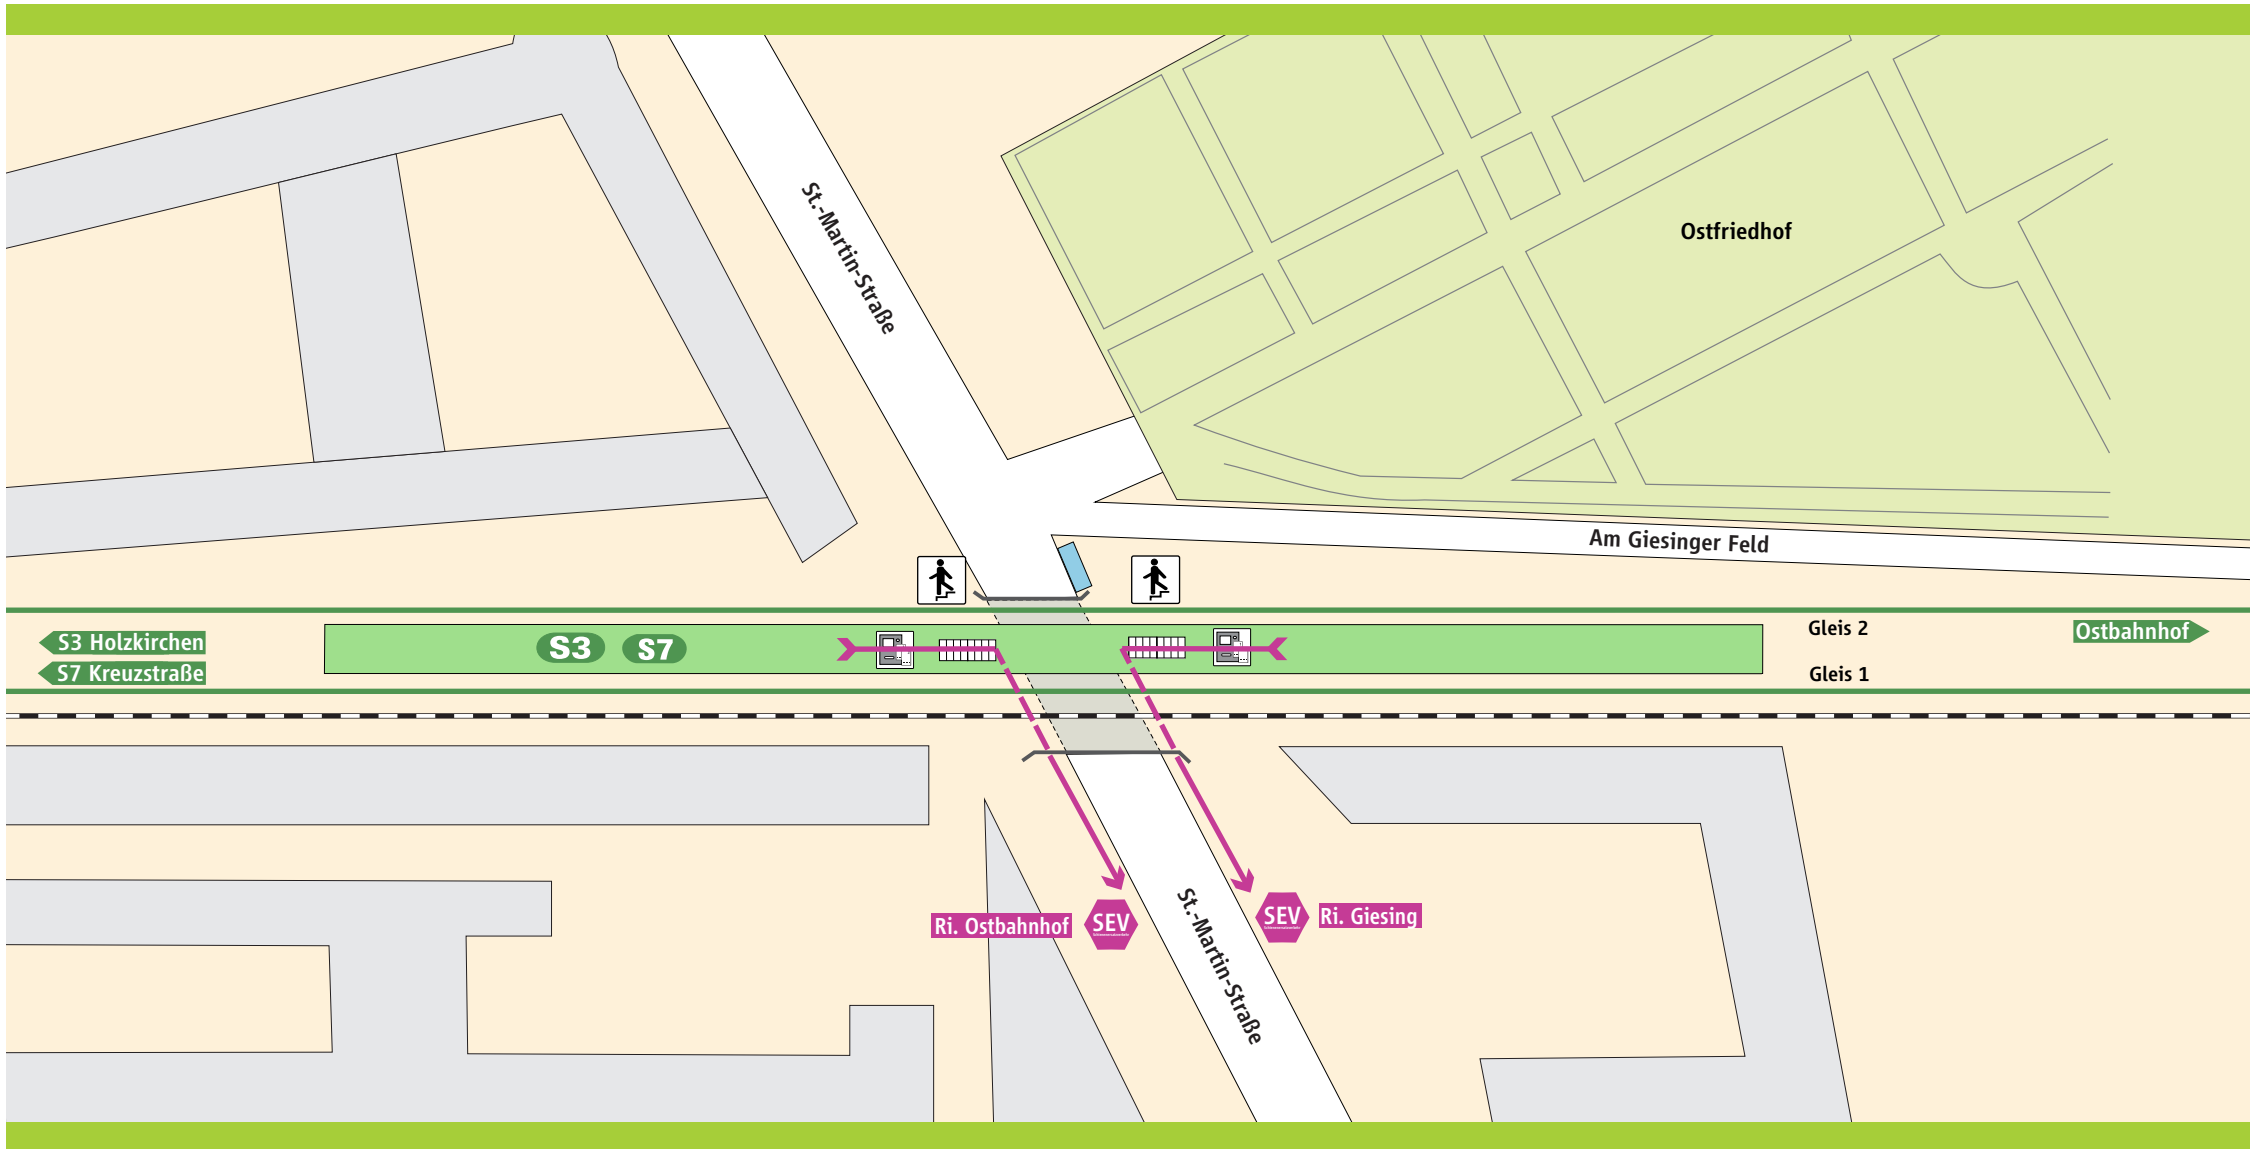 St.-Martin-Straße
Ostfriedhof
Am Giesinger Feld
S3 Holzkirchen
S7 Kreuzstraße
S3
S7
Gleis 2
Gleis 1
Ostbahnhof
Ri. Ostbahnhof
SEV
SEV
Ri. Giesing
St.-Martin-Straße